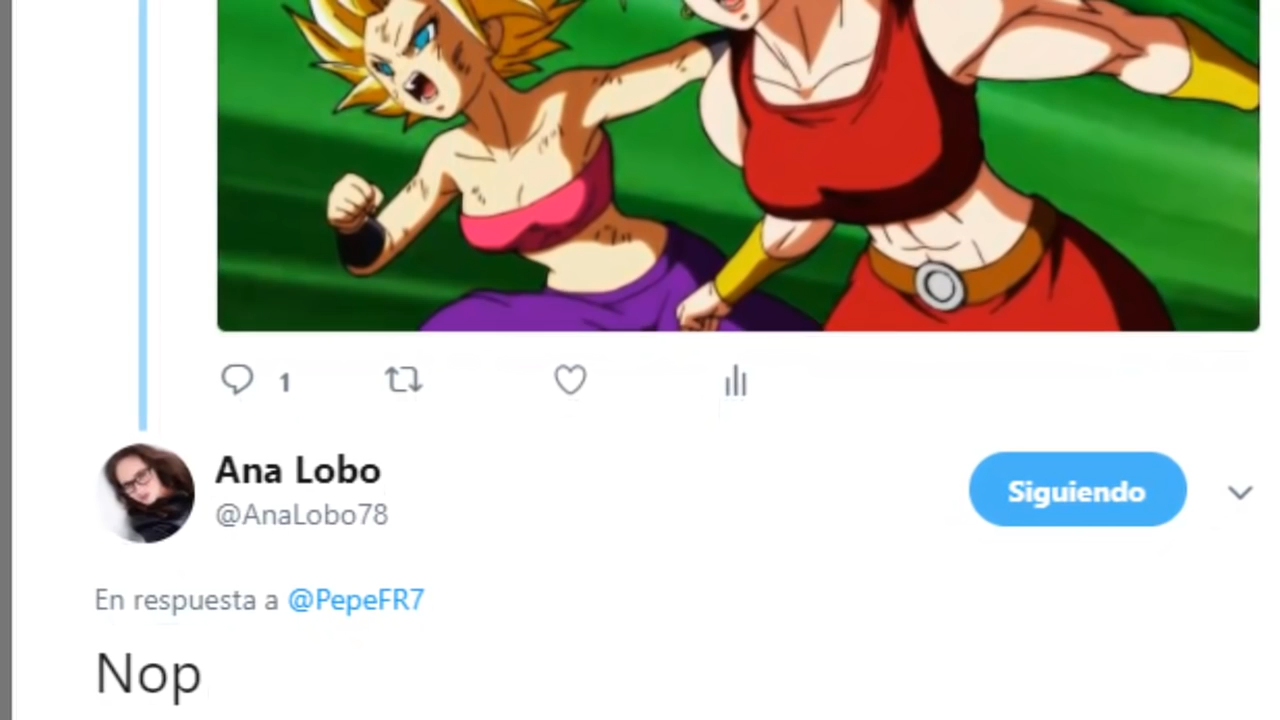 1
Ana Lobo
@AnaLobo78
Siguiendo
En respuesta a @PepeFR7
Nop